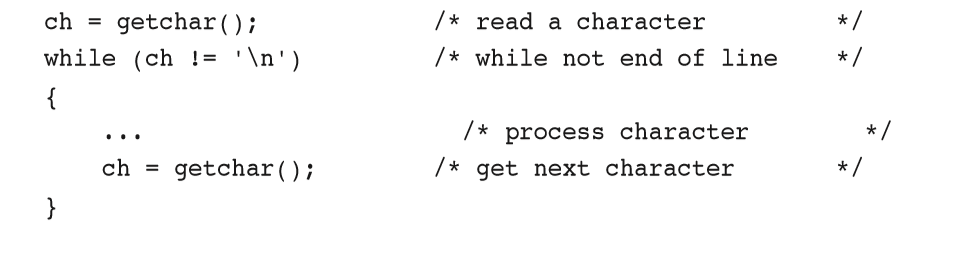 ch = getchar(); /* read a character */
while (ch != '\n') /* while not end of line */
{
... /* process character */
ch = getchar(); /* get next character */
}